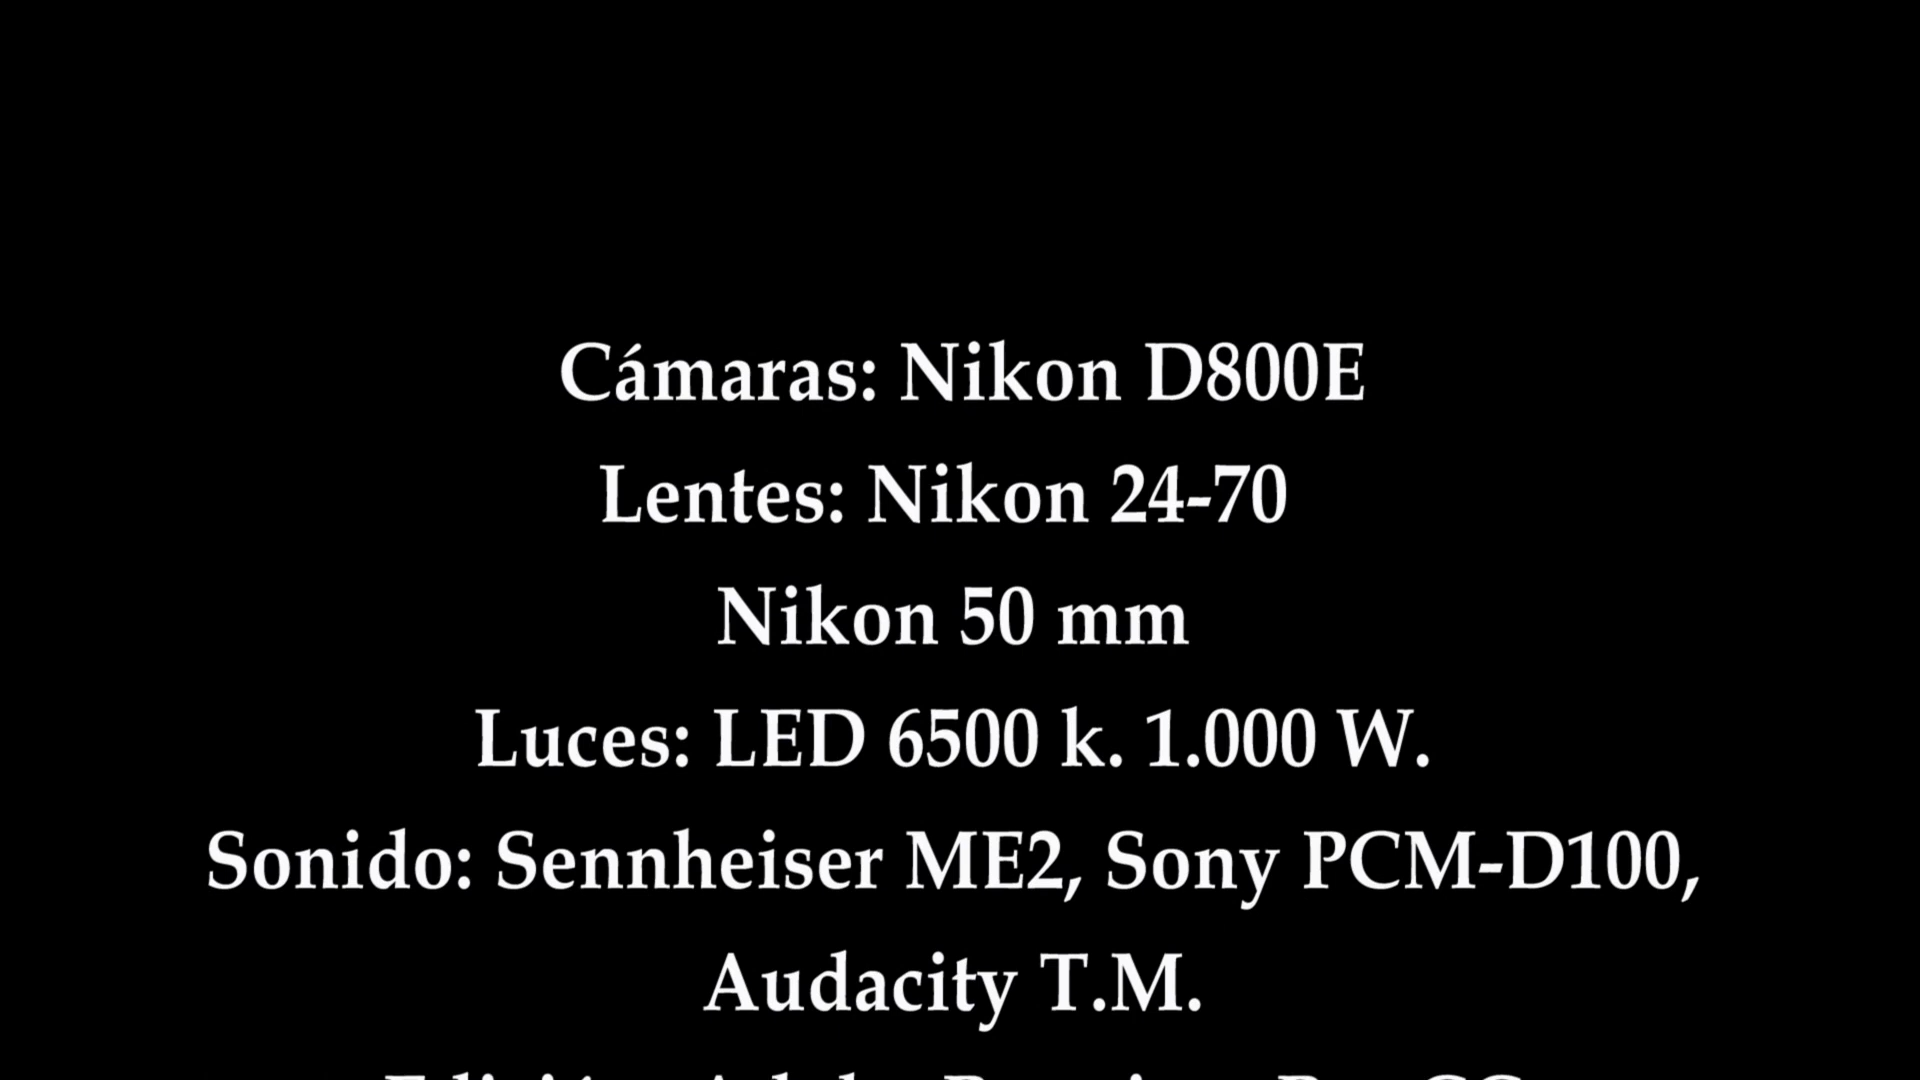 Cámaras: Nikon D800E
Lentes: Nikon 24-70
Nikon 50 mm
Luces: LED 6500 k. 1.000 W.
Sonido: Sennheiser ME2, Sony PCM-D100,
Audacity T.M.